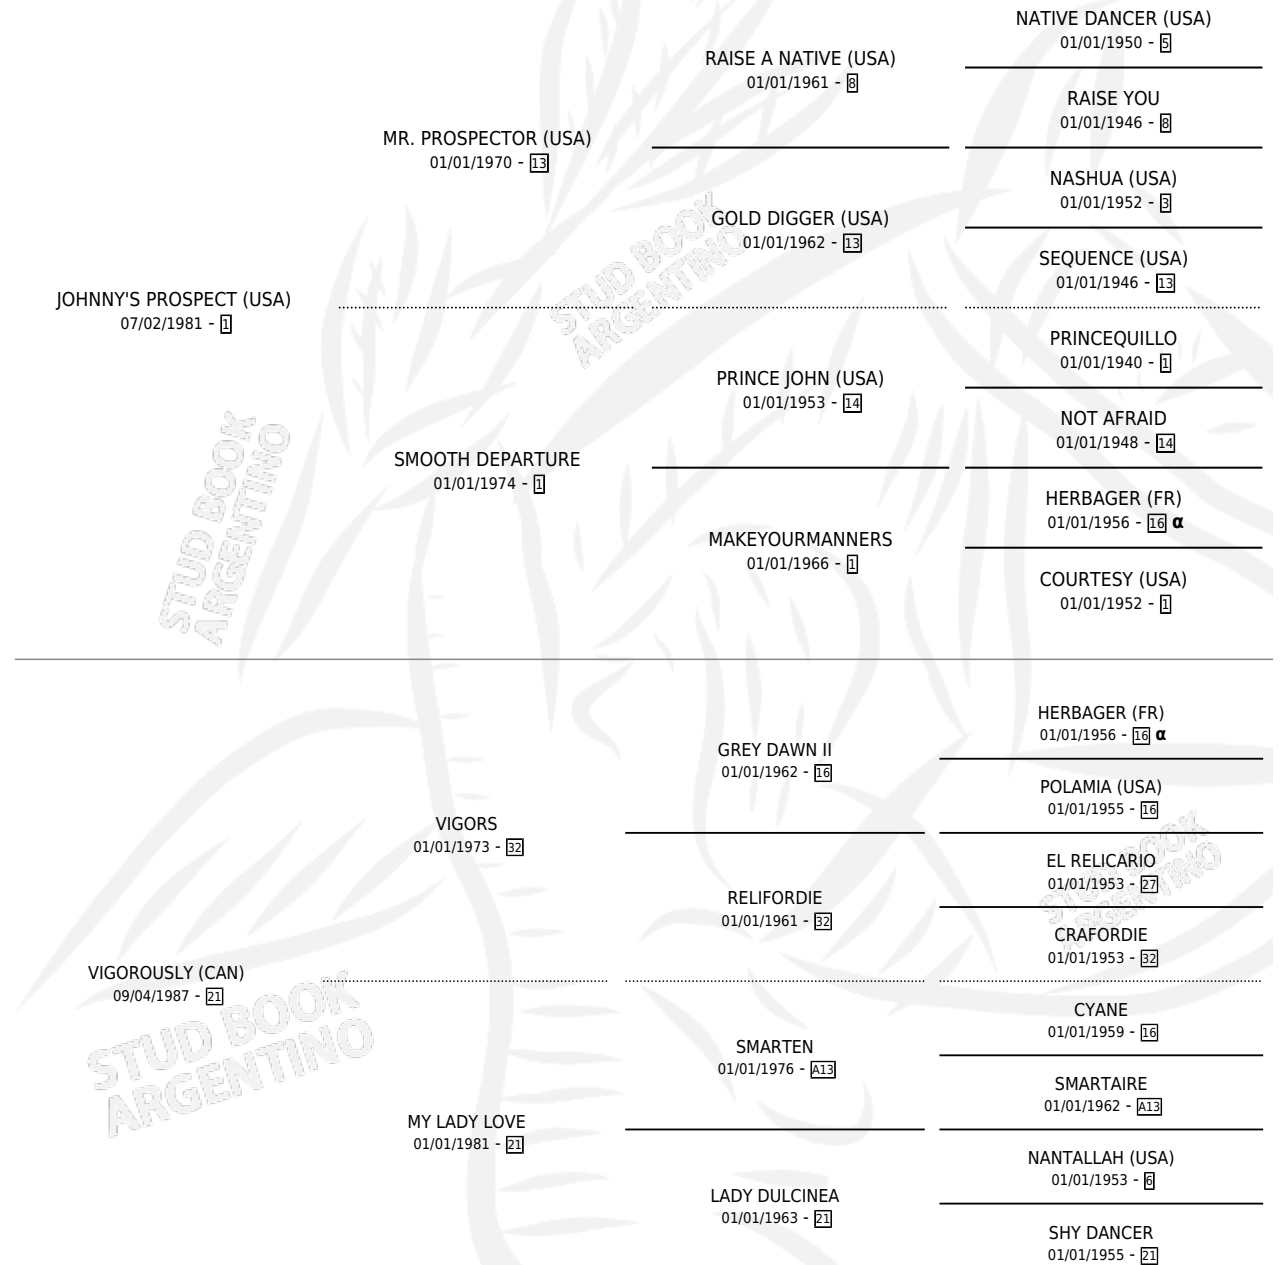 NATIVE DANCER (USA)
01/01/1950 - 5
RAISE A NATIVE (USA)
01/01/1961 - 8
RAISE YOU
01/01/1946 - 8
MR. PROSPECTOR (USA)
01/01/1970 - 13
NASHUA (USA)
01/01/1952 - 3
GOLD DIGGER (USA)
01/01/1962 - 13
SEQUENCE (USA)
01/01/1946 - 13
JOHNNY'S PROSPECT (USA)
07/02/1981 - 1
PRINCEQUILLO
01/01/1940 - 1
PRINCE JOHN (USA)
01/01/1953 - 14
NOT AFRAID
01/01/1948 - 14
SMOOTH DEPARTURE
01/01/1974 - 1
HERBAGER (FR)
01/01/1956 - 16 α
MAKEYOURMANNERS
01/01/1966 - 1
COURTESY (USA)
01/01/1952 - 1
HERBAGER (FR)
01/01/1956 - 16 α
GREY DAWN II
01/01/1962 - 16
POLAMIA (USA)
01/01/1955 - 16
VIGORS
01/01/1973 - 32
EL RELICARIO
01/01/1953 - 27
RELIFORDIE
01/01/1961 - 32
CRAFORDIE
01/01/1953 - 32
VIGOROUSLY (CAN)
09/04/1987 - 21
CYANE
01/01/1959 - 16
SMARTEN
01/01/1976 - A13
SMARTAIRE
01/01/1962 - A13
MY LADY LOVE
01/01/1981 - 21
NANTALLAH (USA)
01/01/1953 - 6
LADY DULCINEA
01/01/1963 - 21
SHY DANCER
01/01/1955 - 21
STUD BOOK
ARGENTINO
STUD BOOK
ARGENTINO
STUD BOOK
ARGENTINO
STUD BOOK
ARGENTINO